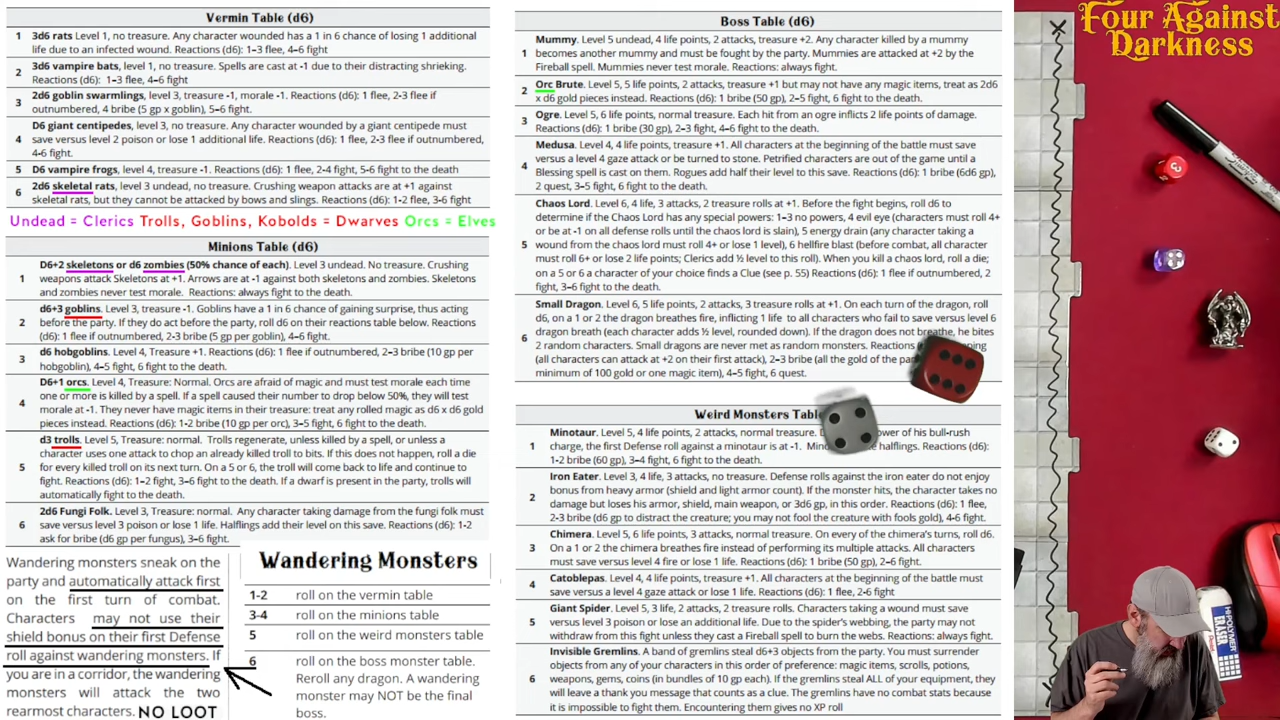 Vermin Table (d6)
1 3d6 rats Level 1, no treasure. Any character wounded has a 1 in 6 chance of losing 1 additional
life due to an infected wound. Reactions (d6): 1–3 flee, 4–6 fight
2 3d6 vampire bats, level 1, no treasure. Spells are cast at -1 due to their distracting shrieking.
Reactions (d6): 1–3 flee, 4–6 fight
3 2d6 goblin swarmlings, level 3, treasure -1, morale -1. Reactions (d6): 1 flee, 2-3 flee if
outnumbered, 4 bribe (5 gp x goblin), 5–6 fight.
4 D6 giant centipedes, level 3, no treasure. Any character wounded by a giant centipede must
save versus level 2 poison or lose 1 additional life. Reactions (d6): 1 flee, 2-3 flee if outnumbered,
4–6 fight.
5 D6 vampire frogs, level 4, treasure -1. Reactions (d6): 1 flee, 2-4 fight, 5-6 fight to the death
6 2d6 skeletal rats, level 3 undead, no treasure. Crushing weapon attacks are at +1 against
skeletal rats, but they cannot be attacked by bows and slings. Reactions (d6): 1-2 flee, 3-6 fight
Undead = Clerics Trolls, Goblins, Kobolds = Dwarves Orcs = Elves
Minions Table (d6)
1 D6+2 skeletons or d6 zombies (50% chance of each). Level 3 undead. No treasure. Crushing
weapons attack Skeletons at +1. Arrows are at -1 against both skeletons and zombies. Skeletons
and zombies never test morale. Reactions: always fight to the death.
2 d6+3 goblins. Level 3, treasure -1. Goblins have a 1 in 6 chance of gaining surprise, thus acting
before the party. If they do act before the party, roll d6 on their reactions table below. Reactions
(d6): 1 flee if outnumbered, 2-3 bribe (5 gp per goblin), 4–6 fight.
3 d6 hobgoblins. Level 4, Treasure +1. Reactions (d6): 1 flee if outnumbered, 2–3 bribe (10 gp per
hobgoblin), 4–5 fight, 6 fight to the death.
4 D6+1 orcs. Level 4, Treasure: Normal. Orcs are afraid of magic and must test morale each time
one or more is killed by a spell. If a spell caused their number to drop below 50%, they will test
morale at -1. They never have magic items in their treasure: treat any rolled magic as d6 x d6 gold
pieces instead. Reactions (d6): 1-2 bribe (10 gp per orc), 3–5 fight, 6 fight to the death.
5 d3 trolls. Level 5, Treasure: normal. Trolls regenerate, unless killed by a spell, or unless a
character uses one attack to chop an already killed troll to bits. If this does not happen, roll a die
for every killed troll on its next turn. On a 5 or 6, the troll will come back to life and continue to
fight. Reactions (d6): 1–2 fight, 3–6 fight to the death. If a dwarf is present in the party, trolls will
automatically fight to the death.
6 2d6 Fungi Folk. Level 3, Treasure: normal. Any character taking damage from the fungi folk must
save versus level 3 poison or lose 1 life. Halflings add their level on this save. Reactions (d6): 1-2
ask for bribe (d6 gp per fungus), 3–6 fight.
Wandering monsters sneak on the
party and automatically attack first
on the first turn of combat.
Characters may not use their
shield bonus on their first Defense
roll against wandering monsters. If
you are in a corridor, the wandering
monsters will attack the two
rearmost characters. NO LOOT
Wandering Monsters
1-2 roll on the vermin table
3-4 roll on the minions table
5 roll on the weird monsters table
6 roll on the boss monster table.
Reroll any dragon. A wandering
monster may NOT be the final
boss.
Boss Table (d6)
1 Mummy. Level 5 undead, 4 life points, 2 attacks, treasure +2. Any character killed by a mummy
becomes another mummy and must be fought by the party. Mummies are attacked at +2 by the
Fireball spell. Mummies never test morale. Reactions: always fight.
2 Orc Brute. Level 5, 5 life points, 2 attacks, treasure +1 but may not have any magic items, treat as 2d6
x d6 gold pieces instead. Reactions (d6): 1 bribe (50 gp), 2–5 fight, 6 fight to the death.
3 Ogre. Level 5, 6 life points, normal treasure. Each hit from an ogre inflicts 2 life points of damage.
Reactions (d6): 1 bribe (30 gp), 2–3 fight, 4–6 fight to the death.
4 Medusa. Level 4, 4 life points, treasure +1. All characters at the beginning of the battle must save
versus a level 4 gaze attack or be turned to stone. Petrified characters are out of the game until a
Blessing spell is cast on them. Rogues add half their level to this save. Reactions (d6): 1 bribe (6d6 gp),
2 quest, 3–5 fight, 6 fight to the death.
5 Chaos Lord. Level 6, 4 life, 3 attacks, 2 treasure rolls at +1. Before the fight begins, roll d6 to
determine if the Chaos Lord has any special powers: 1–3 no powers, 4 evil eye (characters must roll 4+
or be at -1 on all defense rolls until the chaos lord is slain), 5 energy drain (any character taking a
wound from the chaos lord must roll 4+ or lose 1 level), 6 hellfire blast (before combat, all character
must roll 6+ or lose 2 life points; Clerics add ½ level to this roll). When you kill a chaos lord, roll a die;
on a 5 or 6 a character of your choice finds a Clue (see p. 55) Reactions (d6): 1 flee if outnumbered, 2
fight, 3–6 fight to the death.
6 Small Dragon. Level 6, 5 life points, 2 attacks, 3 treasure rolls at +1. On each turn of the dragon, roll
d6, on a 1 or 2 the dragon breathes fire, inflicting 1 life to all characters who fail to save versus level 6
dragon breath (each character adds ½ level, rounded down). If the dragon does not breathe, he bites
2 random characters. Small dragons are never met as random monsters. Reactions
(all characters can attack at +2 on their first attack), 2–3 bribe (all the gold of the
minimum of 100 gold or one magic item), 4–5 fight, 6 quest.
Weird Monsters
1 Minotaur. Level 5, 4 life points, 2 attacks, normal treasure. power of his bull-rush
charge, the first Defense roll against a minotaur is at -1. halflings. Reactions (d6):
1-2 bribe (60 gp), 3–4 fight, 6 fight to the death.
2 Iron Eater. Level 3, 4 life, 3 attacks, no treasure. Defense rolls against the iron eater do not enjoy
bonus from heavy armor (shield and light armor count). If the monster hits, the character takes no
damage but loses his armor, shield, main weapon, or 3d6 gp, in this order. Reactions (d6): 1 flee,
2–3 bribe (d6 gp to distract the creature; you may not fool the creature with fools gold), 4-6 fight.
3 Chimera. Level 5, 6 life points, 3 attacks, normal treasure. On every of the chimera's turns, roll d6.
On a 1 or 2 the chimera breathes fire instead of performing its multiple attacks. All characters
must save versus level 4 fire or lose 1 life. Reactions (d6): 1 bribe (50 gp), 2–6 fight.
4 Catoblepas. Level 4, 4 life points, treasure +1. All characters at the beginning of the battle must
save versus a level 4 gaze attack or lose 1 life. Reactions (d6): 1 flee, 2-6 fight
5 Giant Spider. Level 5, 3 life, 2 attacks, 2 treasure rolls. Characters taking a wound must save
versus level 3 poison or lose an additional life. Due to the spider's webbing, the party may not
withdraw from this fight unless they cast a Fireball spell to burn the webs. Reactions: always fight.
6 Invisible Gremlins. A band of gremlins steal d6+3 objects from the party. You must surrender
objects from any of your characters in this order of preference: magic items, scrolls, potions,
weapons, gems, coins (in bundles of 10 gp each). If the gremlins steal ALL of your equipment, they
will leave a thank you message that counts as a clue. The gremlins have no combat stats because
it is impossible to fight them. Encountering them gives no XP roll
Four Against
Darkness